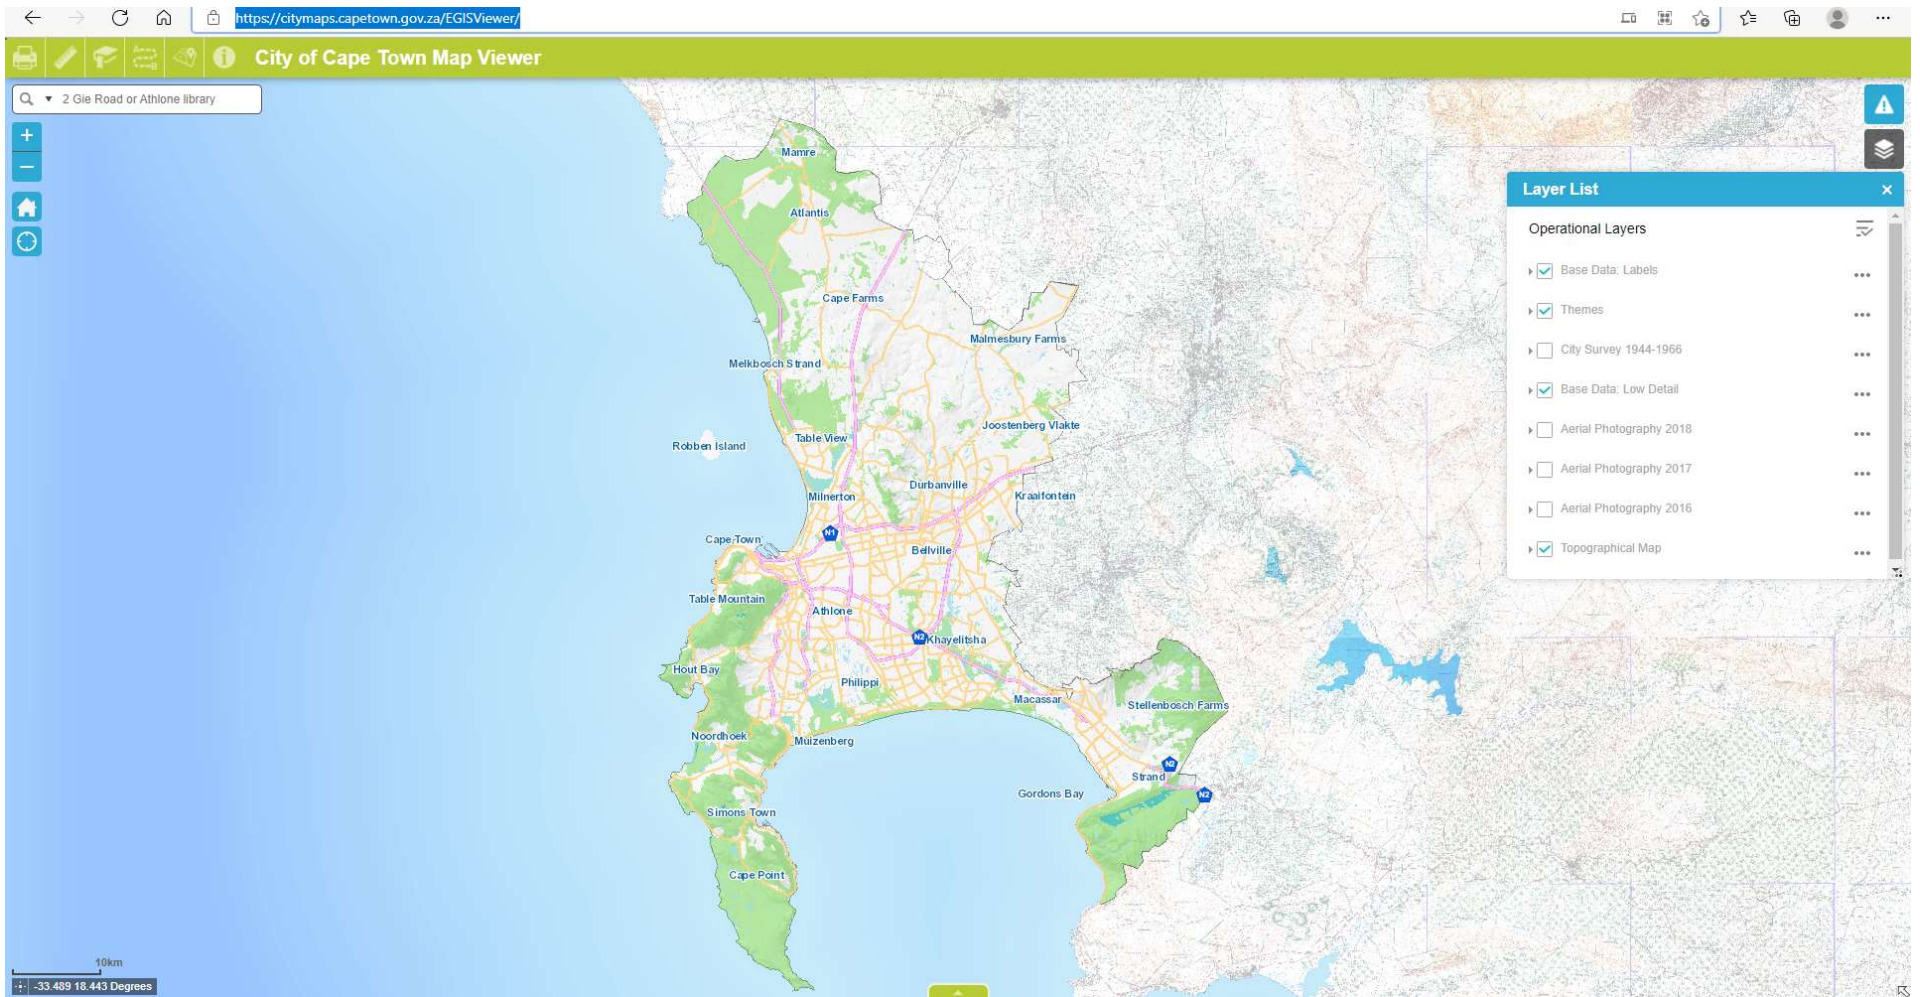 https://citymaps.capetown.gov.za/EGISViewer/
City of Cape Town Map Viewer
2 Gie Road or Athlone library
+
−
Layer List
Operational Layers
Base Data: Labels
Themes
City Survey 1944-1966
Base Data: Low Detail
Aerial Photography 2018
Aerial Photography 2017
Aerial Photography 2016
Topographical Map
Mamre
Atlantis
Cape Farms
Malmesbury Farms
Melkbosch Strand
Joostenberg Vlakte
Table View
Robben Island
Durbanville
Milnerton
Kraaifontein
N1
Cape Town
Bellville
Table Mountain
Athlone
N2
Khayelitsha
Hout Bay
Philippi
Macassar
Stellenbosch Farms
Noordhoek
Muizenberg
N2
Strand
Gordons Bay
N2
Simons Town
Cape Point
10km
-33.489 18.443 Degrees